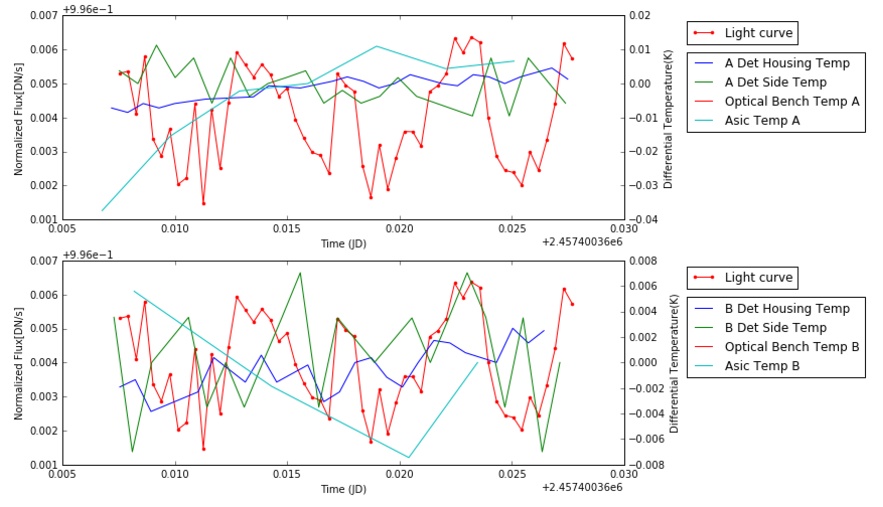 +9.96e−1
0.007
0.006
0.005
0.004
0.003
0.002
0.001
Normalized Flux[DN/s]
0.005 0.010 0.015 0.020 0.025 0.030
Time (JD)
+2.45740036e6
0.02
0.01
0.00
−0.01
−0.02
−0.03
−0.04
Differential Temperature(K)
Light curve
A Det Housing Temp
A Det Side Temp
Optical Bench Temp A
Asic Temp A
+9.96e−1
0.007
0.006
0.005
0.004
0.003
0.002
0.001
Normalized Flux[DN/s]
0.005 0.010 0.015 0.020 0.025 0.030
Time (JD)
+2.45740036e6
0.008
0.006
0.004
0.002
0.000
−0.002
−0.004
−0.006
−0.008
Differential Temperature(K)
Light curve
B Det Housing Temp
B Det Side Temp
Optical Bench Temp B
Asic Temp B